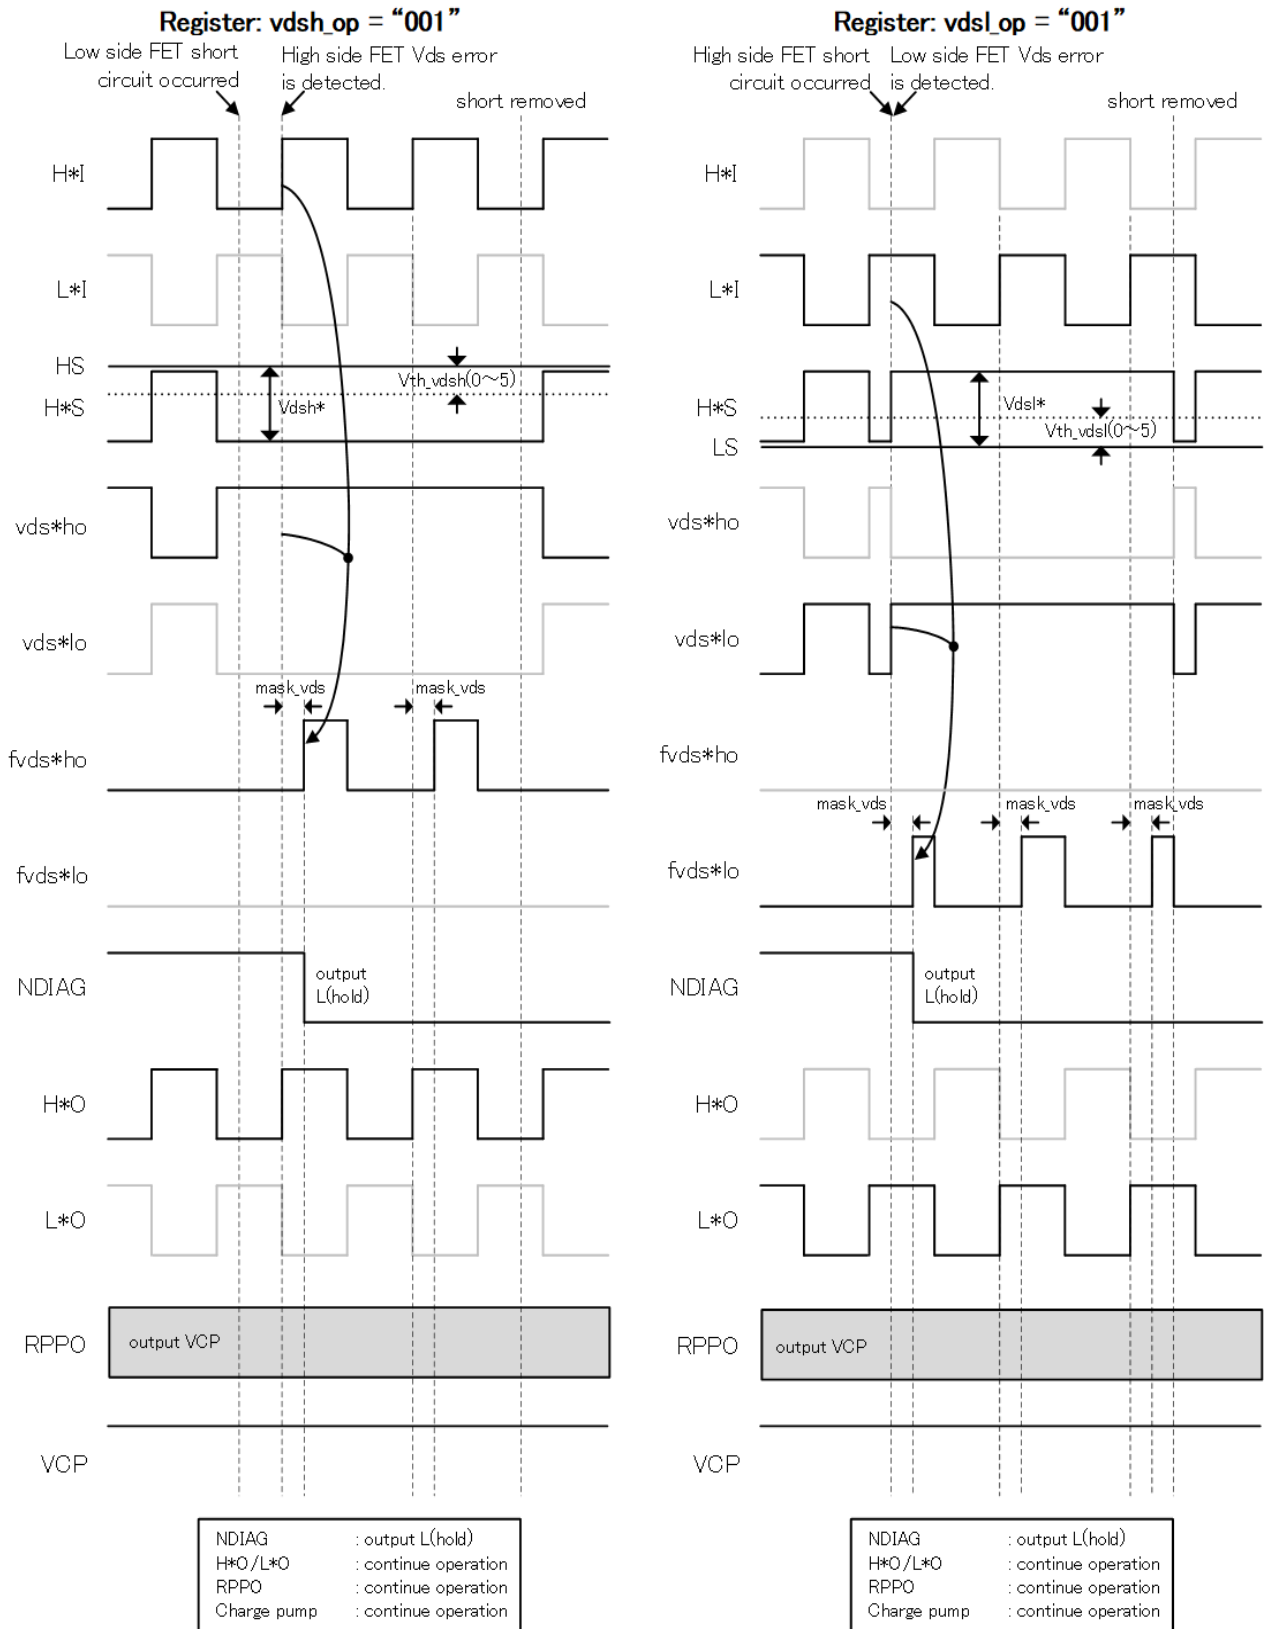 Register: vdsh_op = “001”
Low side FET short
circuit occurred
High side FET Vds error
is detected.
short removed
H*I
L*I
HS
Vth_vdsh(0～5)
H*S
Vdsh*
vds*ho
vds*lo
mask_vds
mask_vds
fvds*ho
fvds*lo
NDIAG
output
L(hold)
H*O
L*O
RPPO
output VCP
VCP
NDIAG : output L(hold)
H*O/L*O : continue operation
RPPO : continue operation
Charge pump : continue operation
Register: vdsl_op = “001”
High side FET short
circuit occurred
Low side FET Vds error
is detected.
short removed
H*I
L*I
H*S
Vdsl*
Vth_vdsl(0～5)
LS
vds*ho
vds*lo
fvds*ho
mask_vds
mask_vds
mask_vds
fvds*lo
NDIAG
output
L(hold)
H*O
L*O
RPPO
output VCP
VCP
NDIAG : output L(hold)
H*O/L*O : continue operation
RPPO : continue operation
Charge pump : continue operation